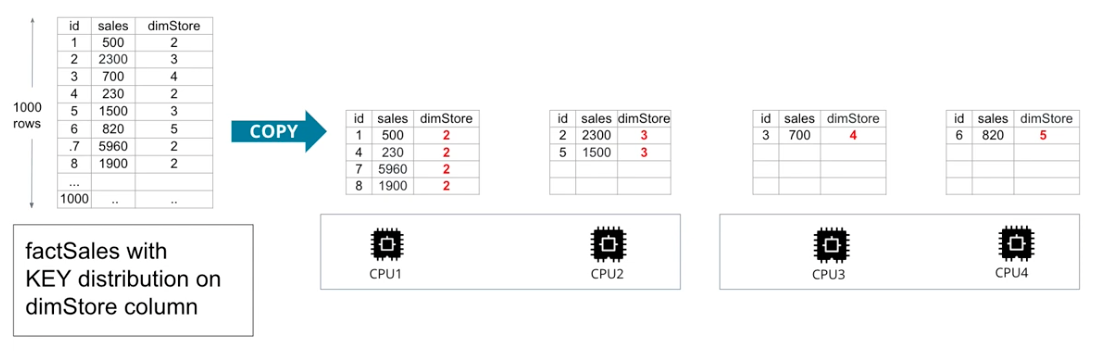 id sales dimStore
1 500 2
2 2300 3
3 700 4
4 230 2
5 1500 3
6 820 5
.7 5960 2
8 1900 2
...
1000 .. ..
1000
rows
COPY
id sales dimStore
1 500 2
4 230 2
7 5960 2
8 1900 2
id sales dimStore
2 2300 3
5 1500 3
id sales dimStore
3 700 4
id sales dimStore
6 820 5
factSales with
KEY distribution on
dimStore column
CPU1
CPU2
CPU3
CPU4